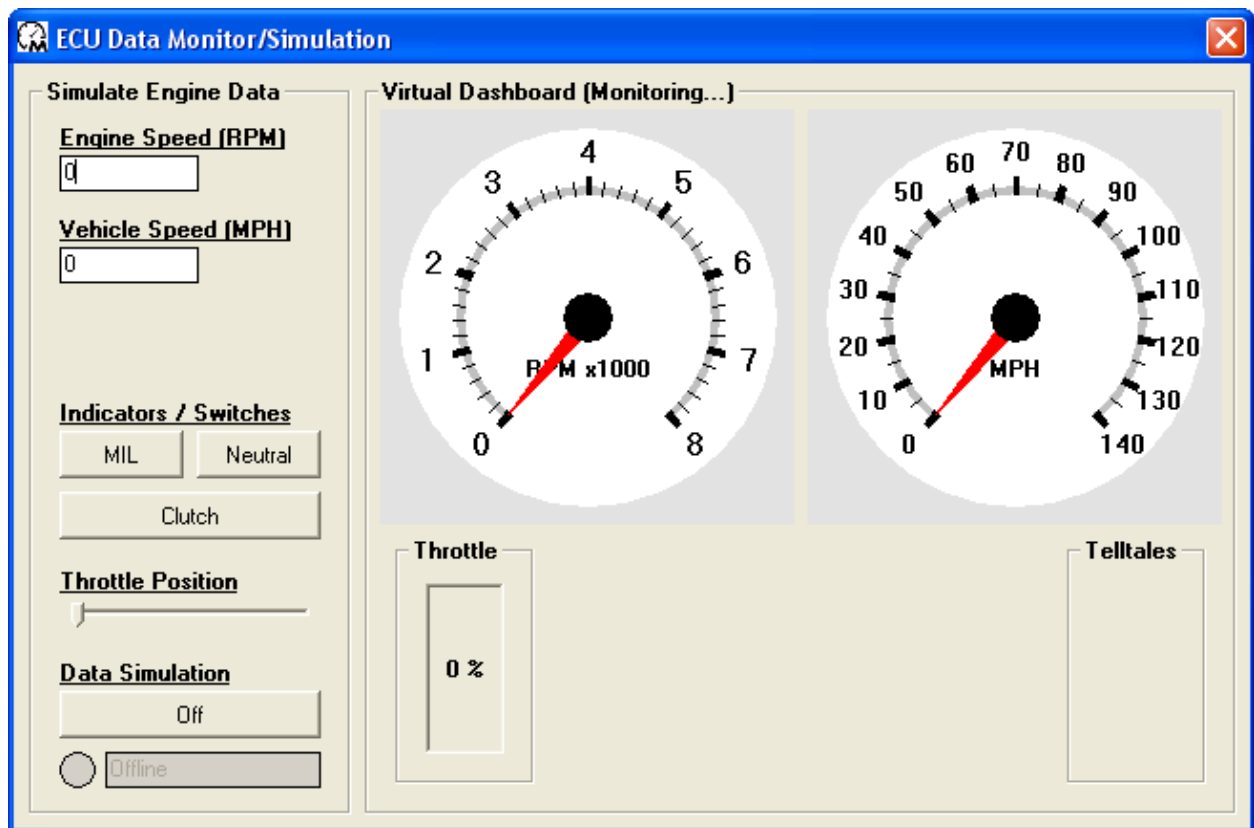 ECU Data Monitor/Simulation
Simulate Engine Data
Engine Speed (RPM)
0
Vehicle Speed (MPH)
0
Indicators / Switches
MIL
Neutral
Clutch
Throttle Position
Data Simulation
Off
Offline
Virtual Dashboard (Monitoring...)
0
1
2
3
4
5
6
7
8
RPM x1000
0
10
20
30
40
50
60
70
80
90
100
110
120
130
140
MPH
Throttle
0 %
Telltales